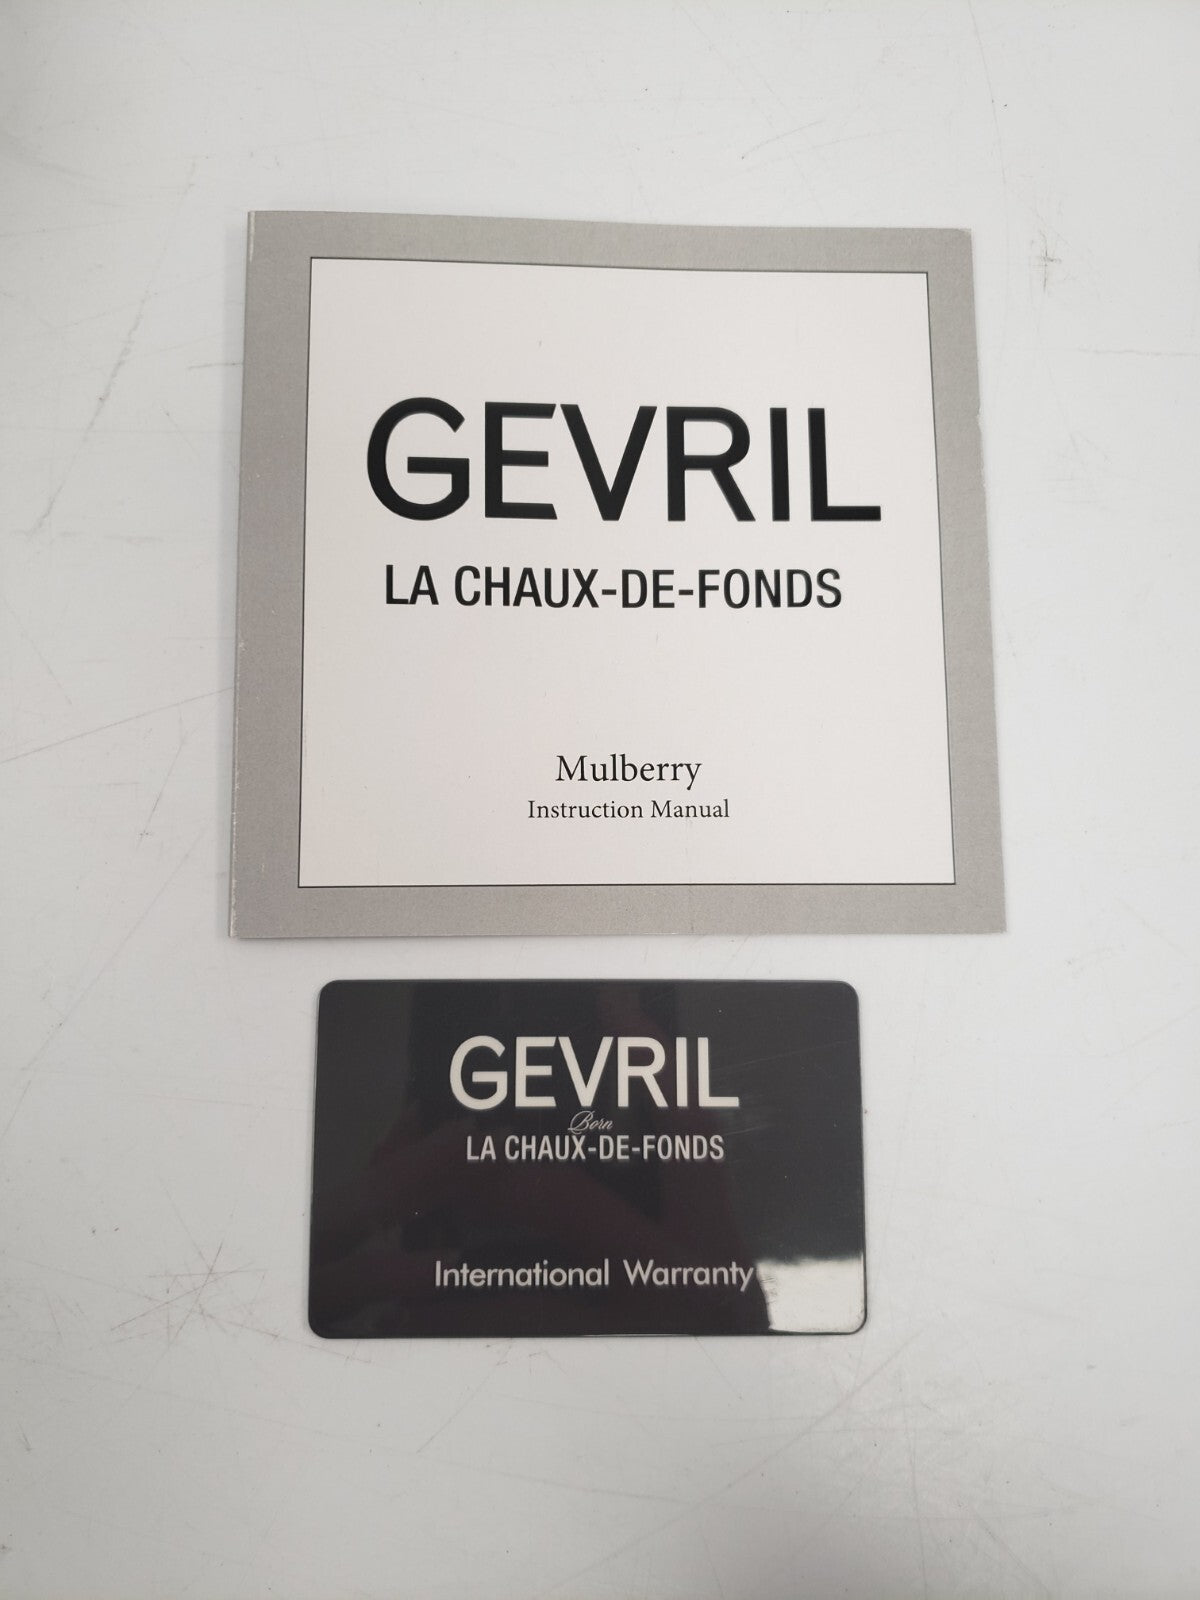 GEVRIL
LA CHAUX-DE-FONDS
Mulberry
Instruction Manual
GEVRIL
Born
LA CHAUX-DE-FONDS
International Warranty